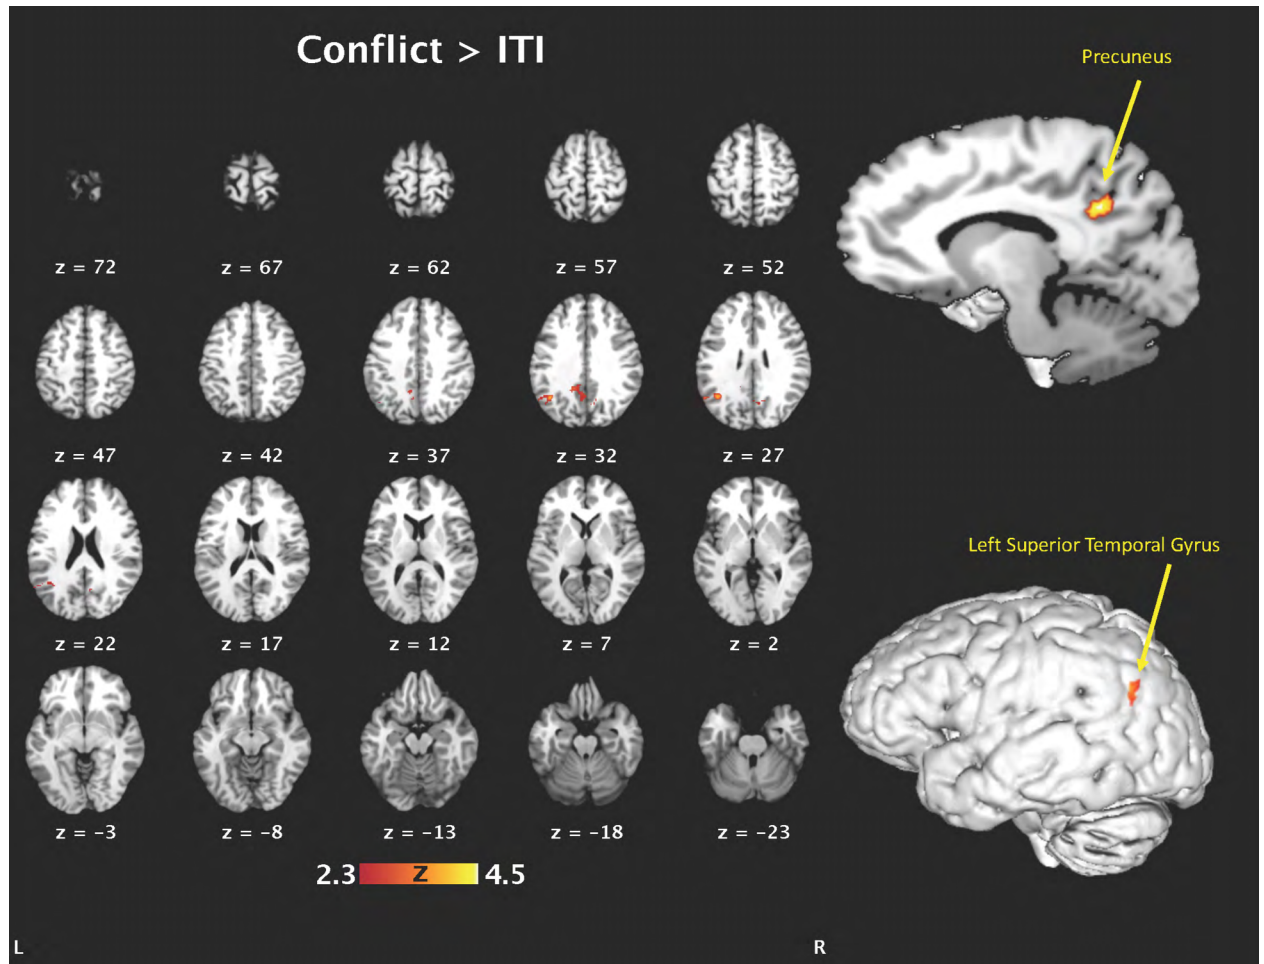 Conflict > ITI
Precuneus
z = 72
z = 67
z = 62
z = 57
z = 52
z = 47
z = 42
z = 37
z = 32
z = 27
Left Superior Temporal Gyrus
z = 22
z = 17
z = 12
z = 7
z = 2
z = -3
z = -8
z = -13
z = -18
z = -23
2.3 Z 4.5
L R